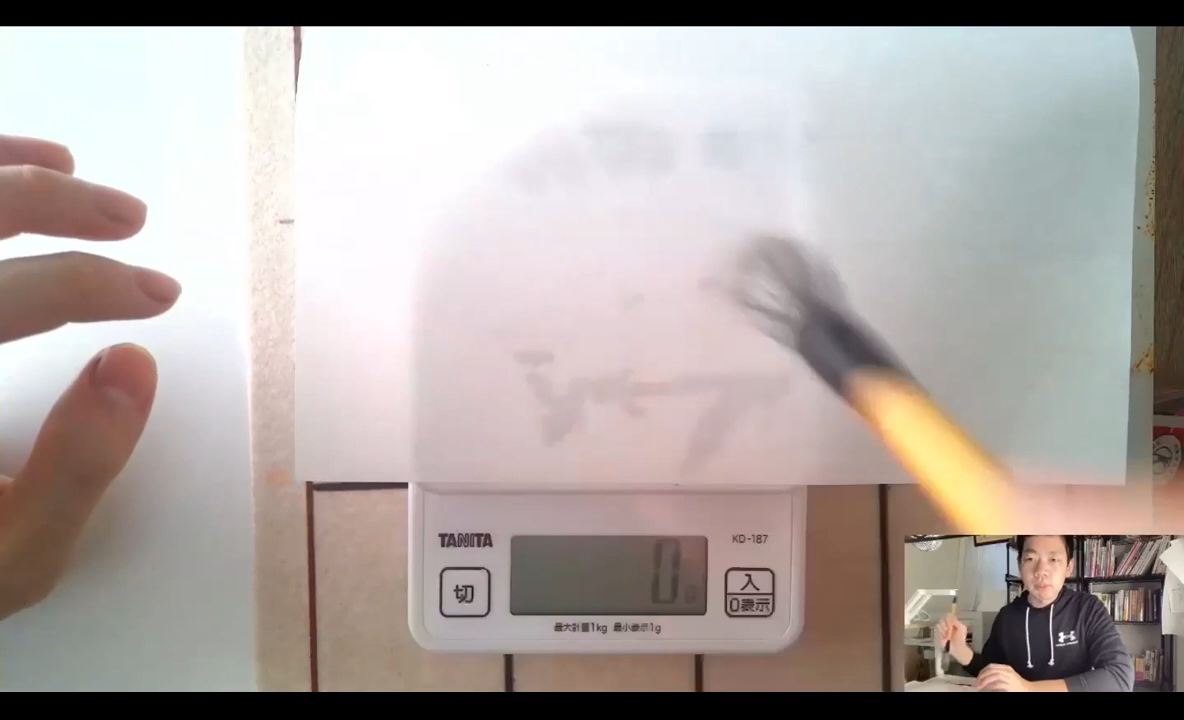 TANITA
KD-187
0g
切
入
0表示
最大計量1kg 最小表示1g